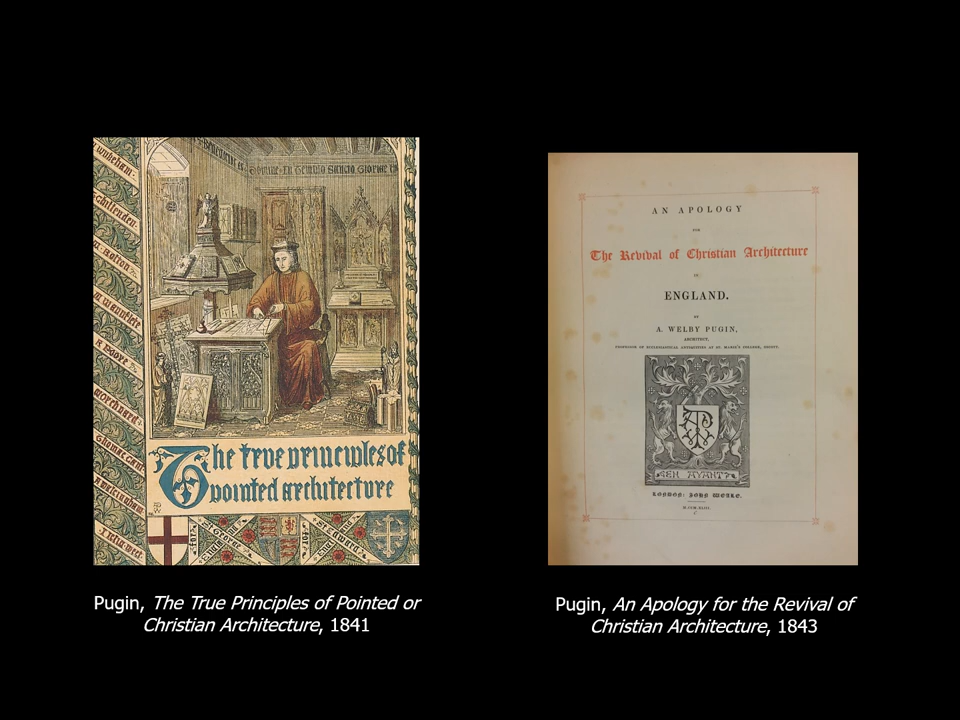 The true principles of
pointed architecture
AN APOLOGY
FOR
The Revival of Christian Architecture
IN
ENGLAND.
BY
A. WELBY PUGIN,
ARCHITECT,
PROFESSOR OF ECCLESIASTICAL ANTIQUITIES AT ST. MARIE'S COLLEGE, OSCOTT.
EN AVANT
LONDON: JOHN WEALE.
M.DCCC.XLIII.
Pugin, The True Principles of Pointed or
Christian Architecture, 1841
Pugin, An Apology for the Revival of
Christian Architecture, 1843